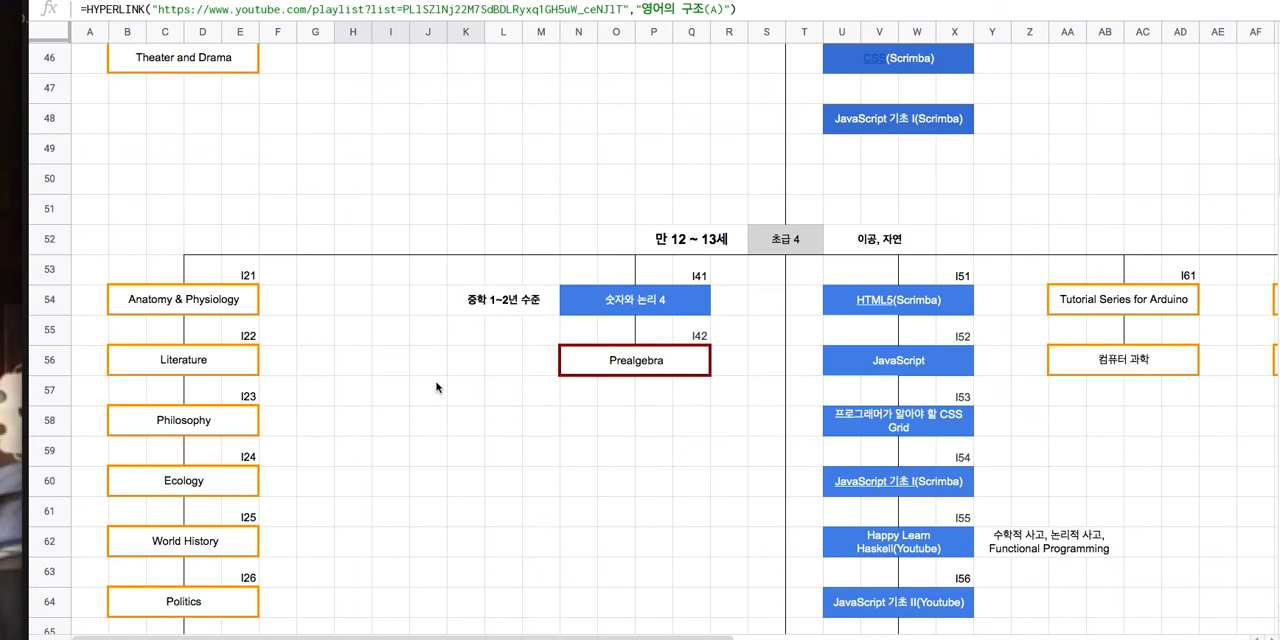 =HYPERLINK("https://www.youtube.com/playlist?list=PLlSZlNj22M7SdBDLRyxq1GH5uW_ceNJlT","영어의 구조(A)")
A B C D E F G H I J K L M N O P Q R S T U V W X Y Z AA AB AC AD AE AF
46 Theater and Drama CSS(Scrimba)
47
48 JavaScript 기초 I(Scrimba)
49
50
51
52 만 12 ~ 13세 초급 4 이공, 자연
53 I21 I41 I51 I61
54 Anatomy & Physiology 중학 1~2년 수준 숫자와 논리 4 HTML5(Scrimba) Tutorial Series for Arduino
55 I22 I42 I52
56 Literature Prealgebra JavaScript 컴퓨터 과학
57 I23 I53
58 Philosophy 프로그래머가 알아야 할 CSS
Grid
59 I24 I54
60 Ecology JavaScript 기초 I(Scrimba)
61 I25 I55
62 World History Happy Learn 수학적 사고, 논리적 사고,
Haskell(Youtube) Functional Programming
63 I26 I56
64 Politics JavaScript 기초 II(Youtube)
65